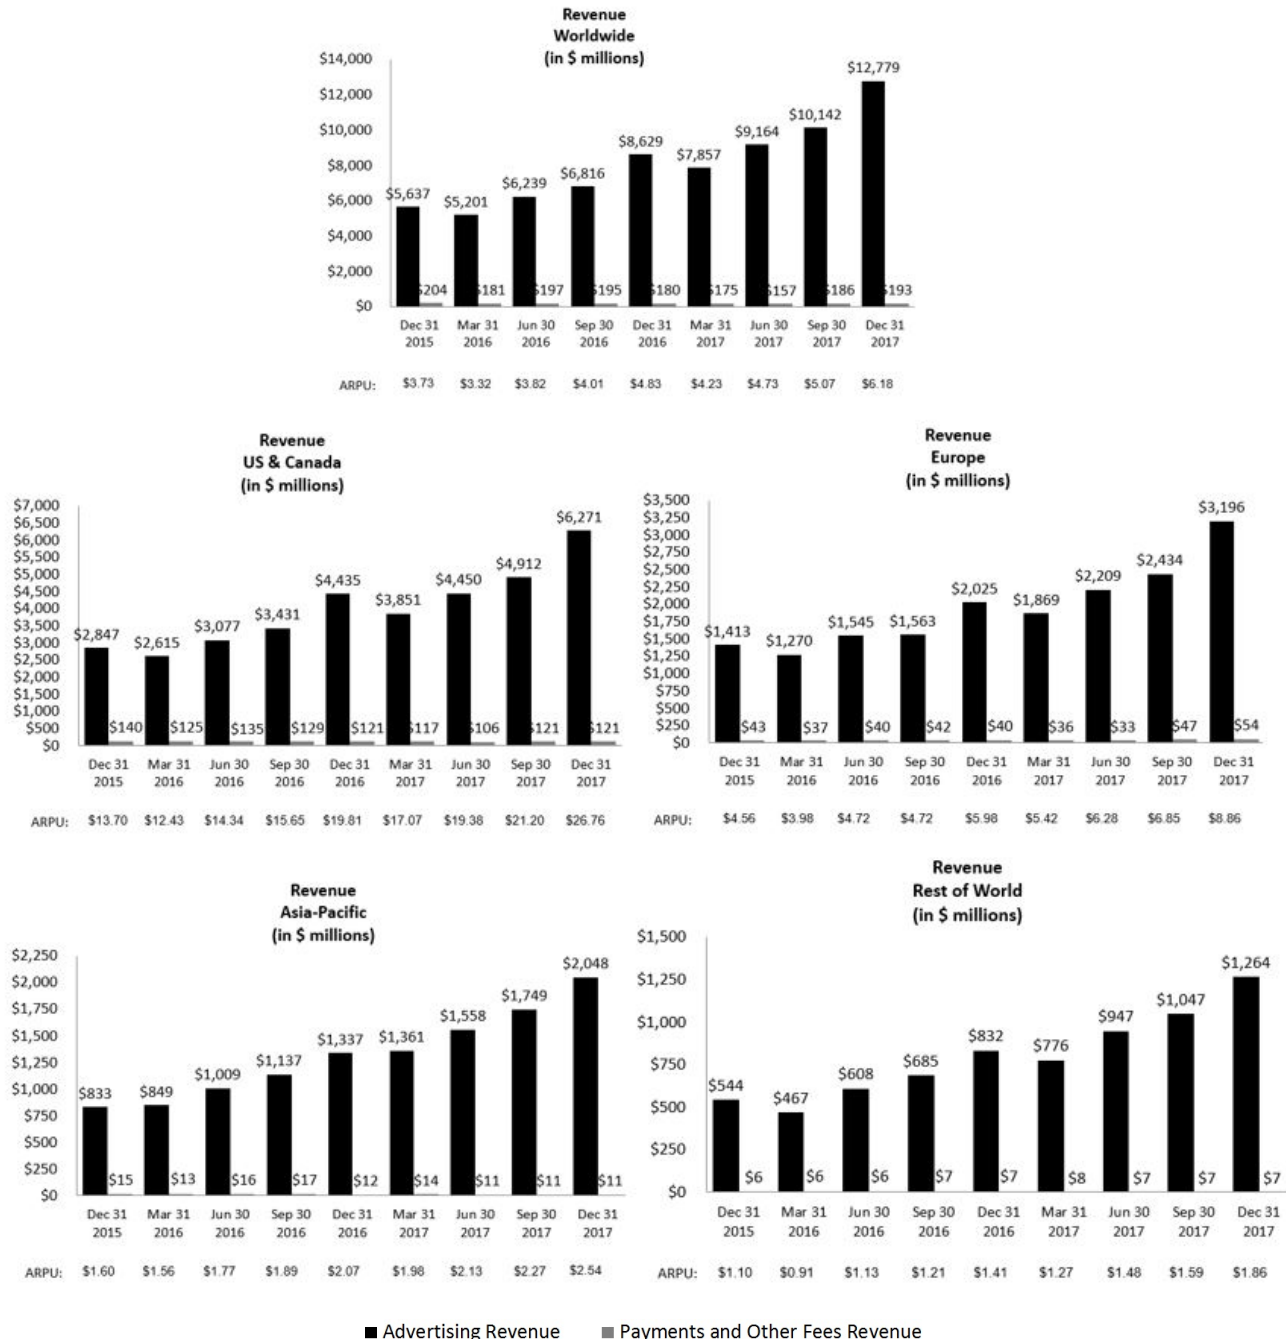 Revenue
Worldwide
(in $ millions)
$14,000
$12,000
$10,000
$8,000
$6,000
$4,000
$2,000
$0
$5,637 $5,201 $6,239 $6,816 $8,629 $7,857 $9,164 $10,142 $12,779
$204 $181 $197 $195 $180 $175 $157 $186 $193
Dec 31 Mar 31 Jun 30 Sep 30 Dec 31 Mar 31 Jun 30 Sep 30 Dec 31
2015 2016 2016 2016 2016 2017 2017 2017 2017
ARPU: $3.73 $3.32 $3.82 $4.01 $4.83 $4.23 $4.73 $5.07 $6.18
Revenue
US & Canada
(in $ millions)
$7,000
$6,500
$6,000
$5,500
$5,000
$4,500
$4,000
$3,500
$3,000
$2,500
$2,000
$1,500
$1,000
$500
$0
$2,847 $2,615 $3,077 $3,431 $4,435 $3,851 $4,450 $4,912 $6,271
$140 $125 $135 $129 $121 $117 $106 $121 $121
Dec 31 Mar 31 Jun 30 Sep 30 Dec 31 Mar 31 Jun 30 Sep 30 Dec 31
2015 2016 2016 2016 2016 2017 2017 2017 2017
ARPU: $13.70 $12.43 $14.34 $15.65 $19.81 $17.07 $19.38 $21.20 $26.76
Revenue
Europe
(in $ millions)
$3,500
$3,250
$3,000
$2,750
$2,500
$2,250
$2,000
$1,750
$1,500
$1,250
$1,000
$750
$500
$250
$0
$1,413 $1,270 $1,545 $1,563 $2,025 $1,869 $2,209 $2,434 $3,196
$43 $37 $40 $42 $40 $36 $33 $47 $54
Dec 31 Mar 31 Jun 30 Sep 30 Dec 31 Mar 31 Jun 30 Sep 30 Dec 31
2015 2016 2016 2016 2016 2017 2017 2017 2017
ARPU: $4.56 $3.98 $4.72 $4.72 $5.98 $5.42 $6.28 $6.85 $8.86
Revenue
Asia-Pacific
(in $ millions)
$2,250
$2,000
$1,750
$1,500
$1,250
$1,000
$750
$500
$250
$0
$833 $849 $1,009 $1,137 $1,337 $1,361 $1,558 $1,749 $2,048
$15 $13 $16 $17 $12 $14 $11 $11 $11
Dec 31 Mar 31 Jun 30 Sep 30 Dec 31 Mar 31 Jun 30 Sep 30 Dec 31
2015 2016 2016 2016 2016 2017 2017 2017 2017
ARPU: $1.60 $1.56 $1.77 $1.89 $2.07 $1.98 $2.13 $2.27 $2.54
Revenue
Rest of World
(in $ millions)
$1,500
$1,250
$1,000
$750
$500
$250
$0
$544 $467 $608 $685 $832 $776 $947 $1,047 $1,264
$6 $6 $6 $7 $7 $8 $7 $7 $7
Dec 31 Mar 31 Jun 30 Sep 30 Dec 31 Mar 31 Jun 30 Sep 30 Dec 31
2015 2016 2016 2016 2016 2017 2017 2017 2017
ARPU: $1.10 $0.91 $1.13 $1.21 $1.41 $1.27 $1.48 $1.59 $1.86
Advertising Revenue Payments and Other Fees Revenue